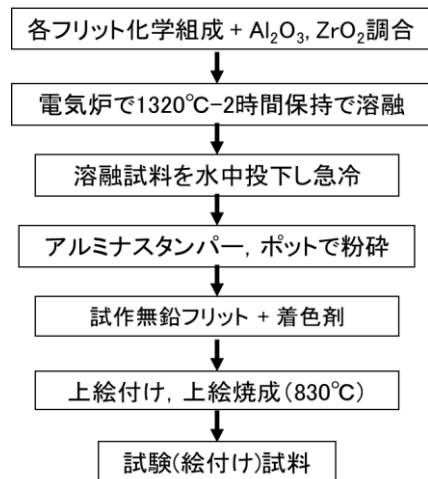 各フリット化学組成 + Al₂O₃, ZrO₂調合
電気炉で1320℃-2時間保持で溶融
溶融試料を水中投下し急冷
アルミナスタンパー, ポットで粉砕
試作無鉛フリット + 着色剤
上絵付け, 上絵焼成(830℃)
試験(絵付け)試料